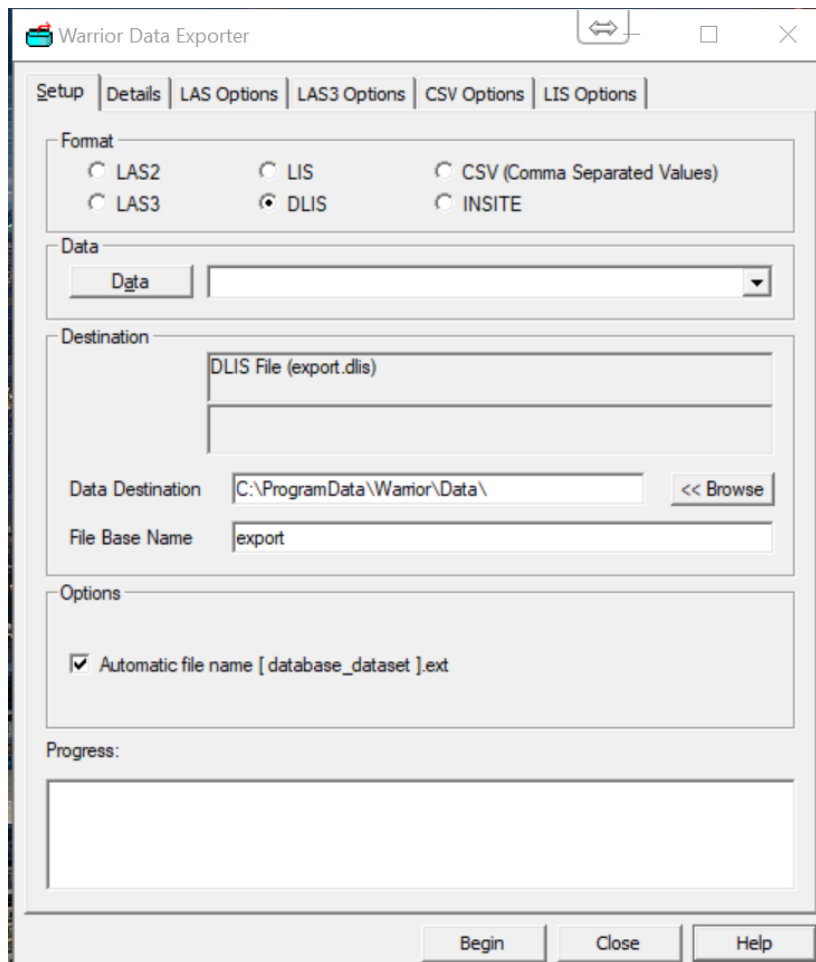 Warrior Data Exporter
Setup Details LAS Options LAS3 Options CSV Options LIS Options
Format
LAS2 LIS CSV (Comma Separated Values)
LAS3 DLIS INSITE
Data
Data
Destination
DLIS File (export.dlis)
Data Destination C:\ProgramData\Warrior\Data\ << Browse
File Base Name export
Options
Automatic file name [ database_dataset ].ext
Progress:
Begin Close Help